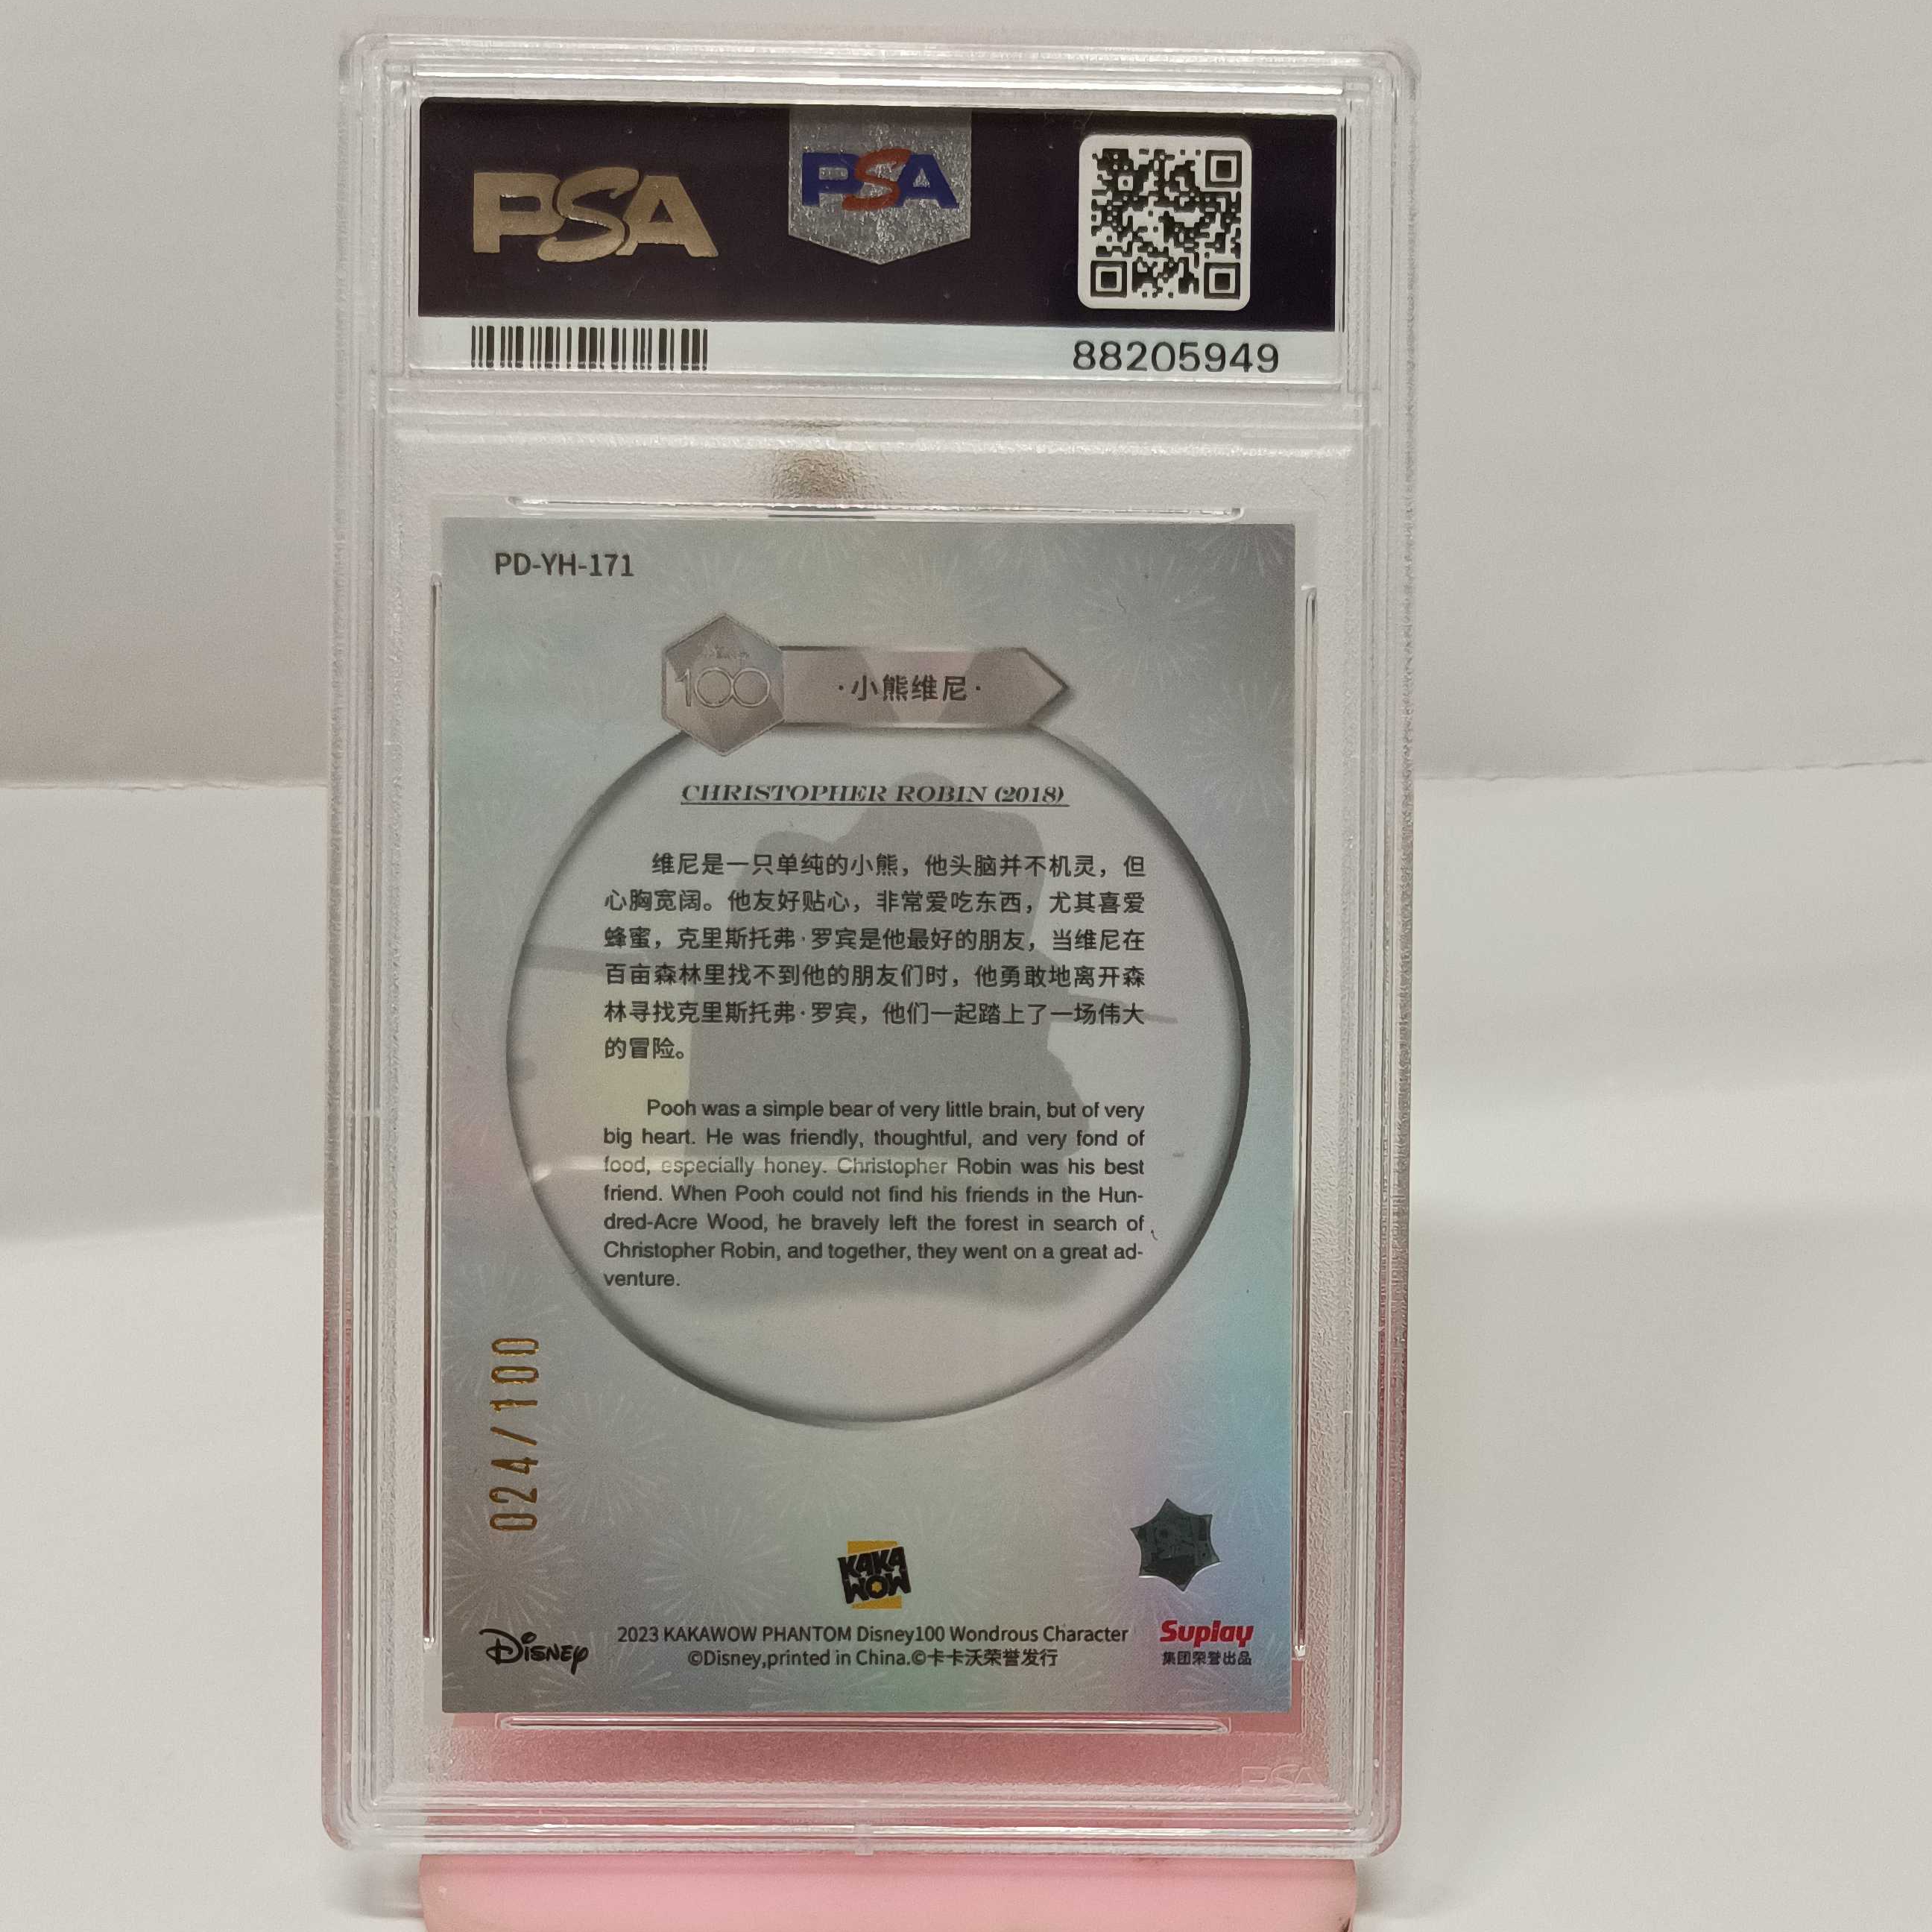 PSA
PSA
88205949
PD-YH-171
100
·小熊维尼·
CHRISTOPHER ROBIN (2018)
维尼是一只单纯的小熊，他头脑并不机灵，但
心胸宽阔。他友好贴心，非常爱吃东西，尤其喜爱
蜂蜜，克里斯托弗·罗宾是他最好的朋友，当维尼在
百亩森林里找不到他的朋友们时，他勇敢地离开森
林寻找克里斯托弗·罗宾，他们一起踏上了一场伟大
的冒险。
Pooh was a simple bear of very little brain, but of very
big heart. He was friendly, thoughtful, and very fond of
food, especially honey. Christopher Robin was his best
friend. When Pooh could not find his friends in the Hun-
dred-Acre Wood, he bravely left the forest in search of
Christopher Robin, and together, they went on a great ad-
venture.
024/100
KAKA
WOW
Disney
2023 KAKAWOW PHANTOM Disney100 Wondrous Character
©Disney,printed in China.©卡卡沃荣誉发行
Suplay
集团荣誉出品
PSA